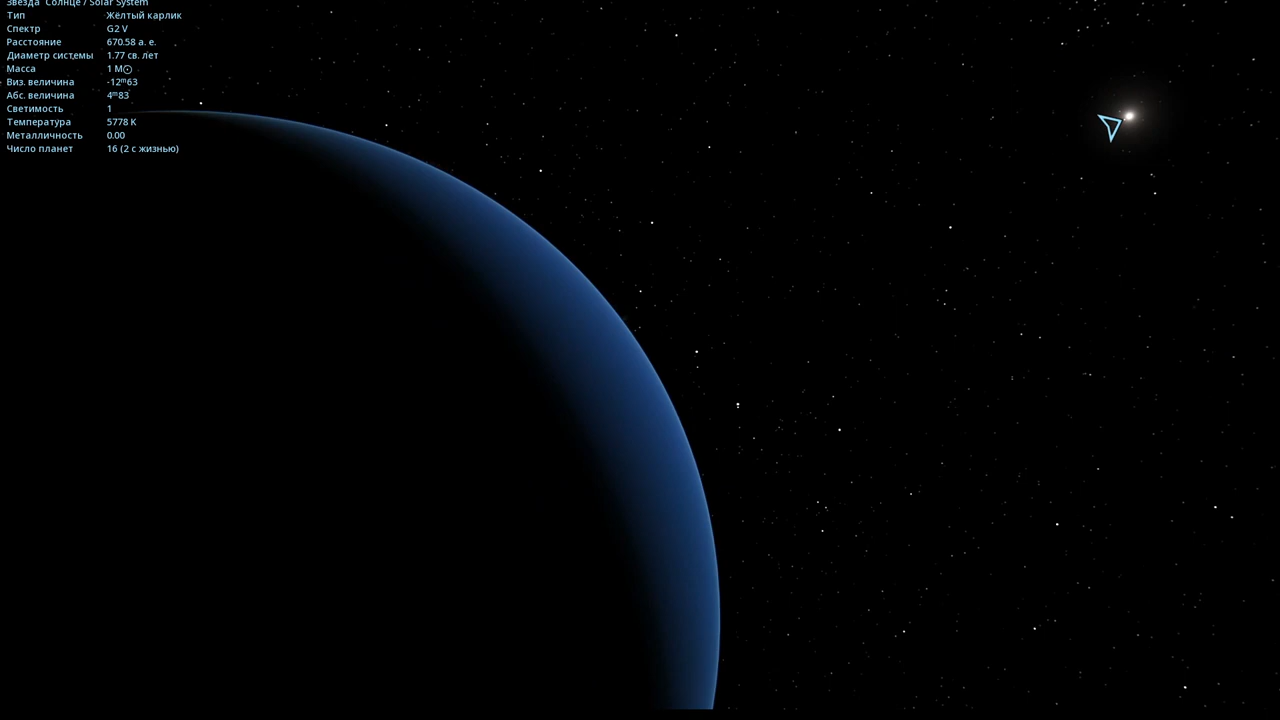 Звезда Солнце / Solar System
Тип Жёлтый карлик
Спектр G2 V
Расстояние 670.58 а. е.
Диаметр системы 1.77 св. лет
Масса 1 M☉
Виз. величина -12ᵐ63
Абс. величина 4ᵐ83
Светимость 1
Температура 5778 K
Металличность 0.00
Число планет 16 (2 с жизнью)